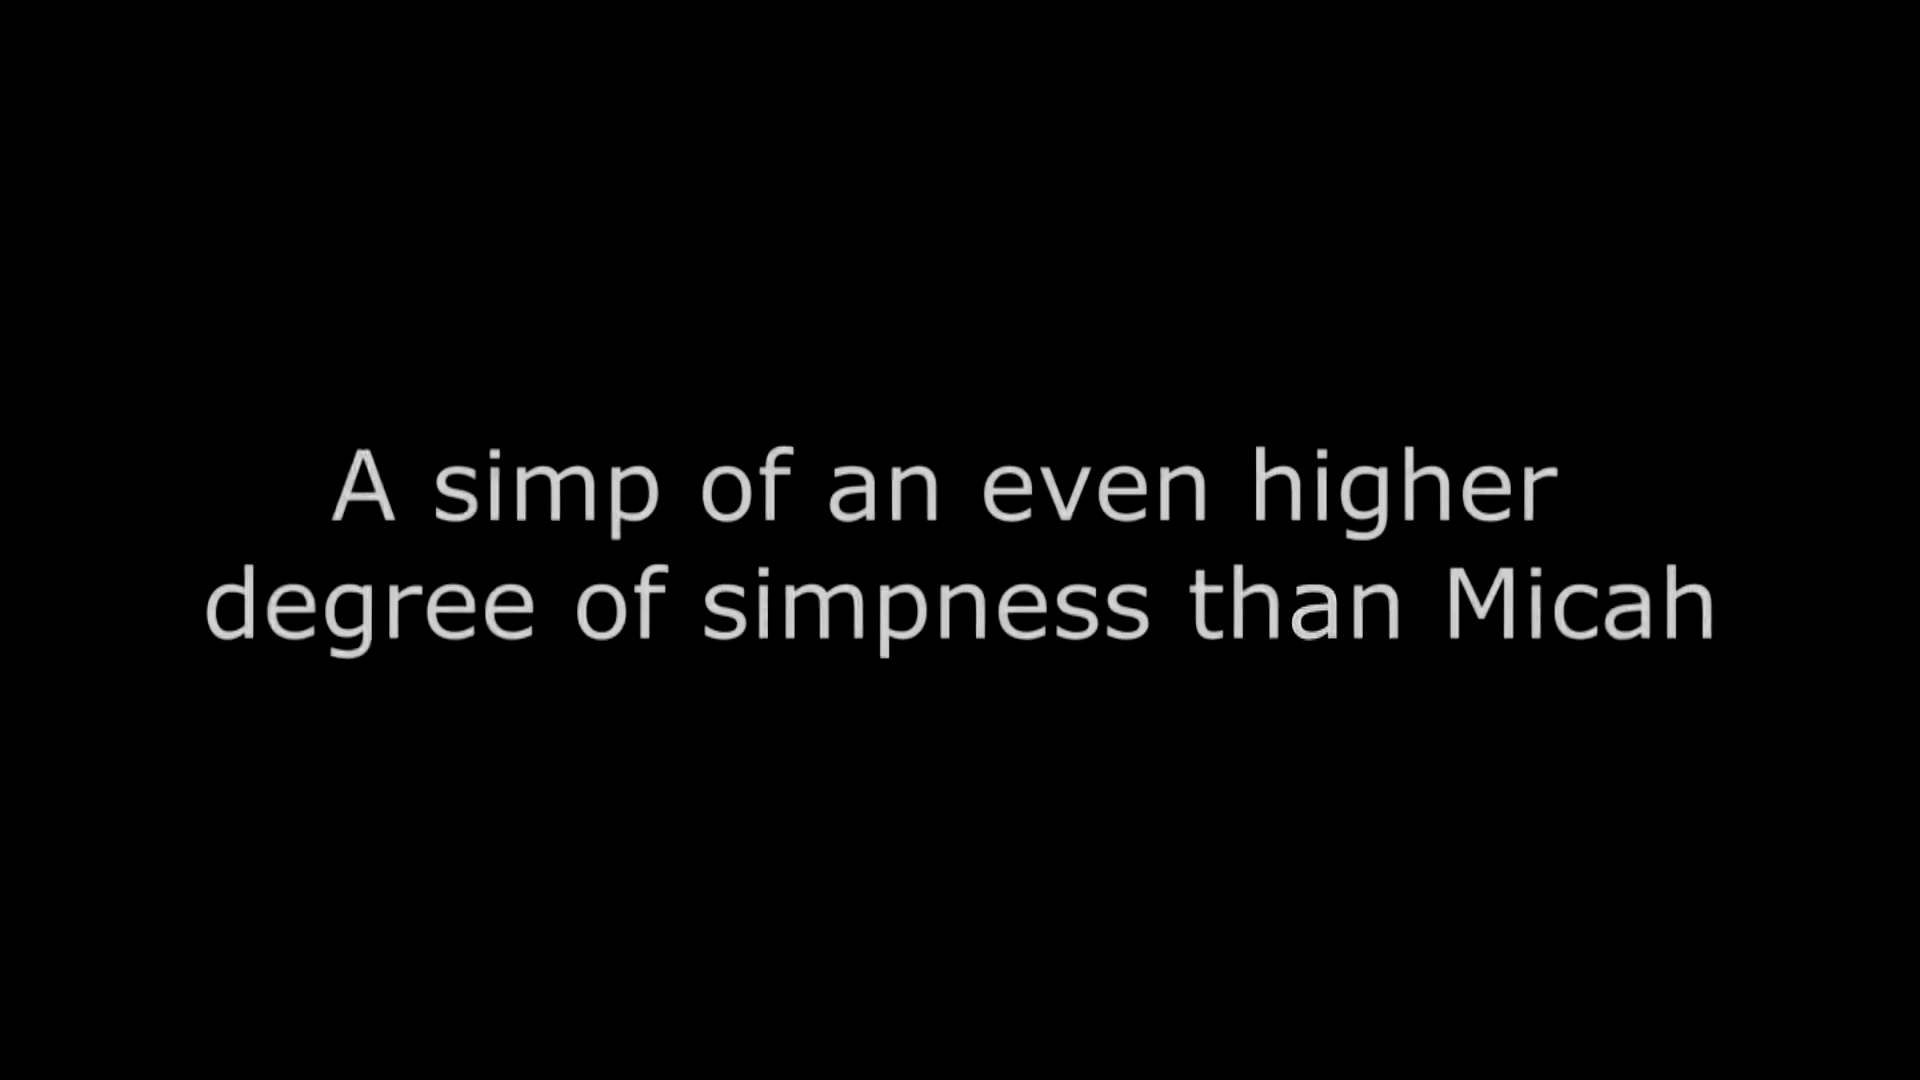 A simp of an even higher
degree of simpness than Micah